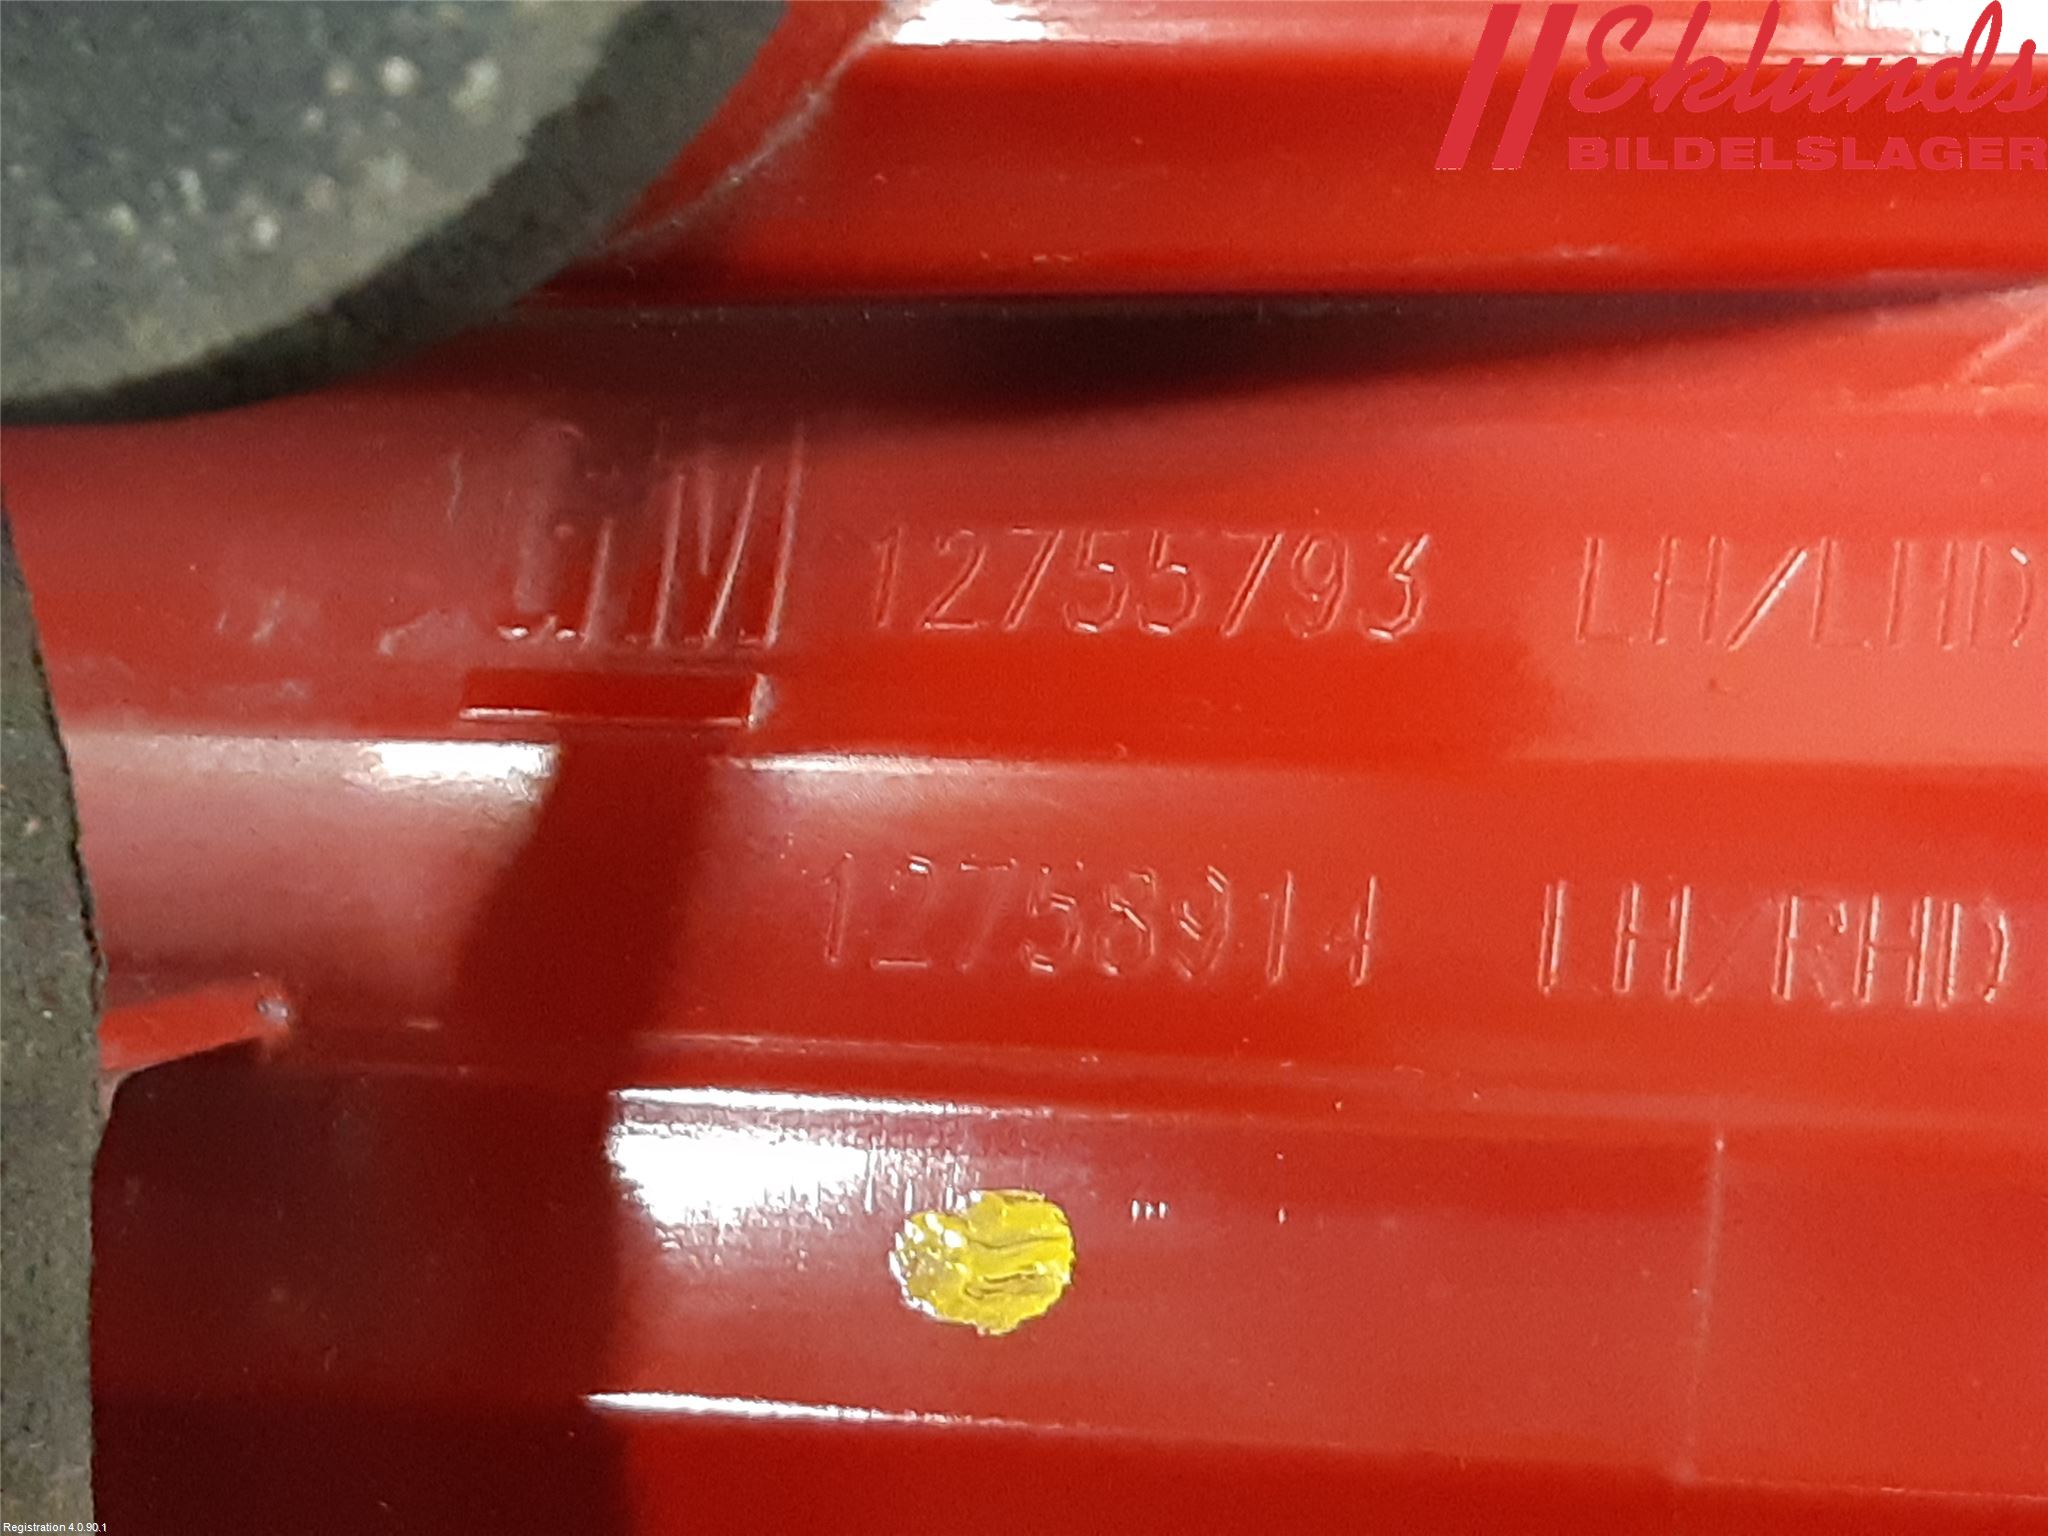 Eklunds
BILDELSLAGER
GM 12755793 LH/LHD
12758914 LH/RHD
Registration 4.0.90.1